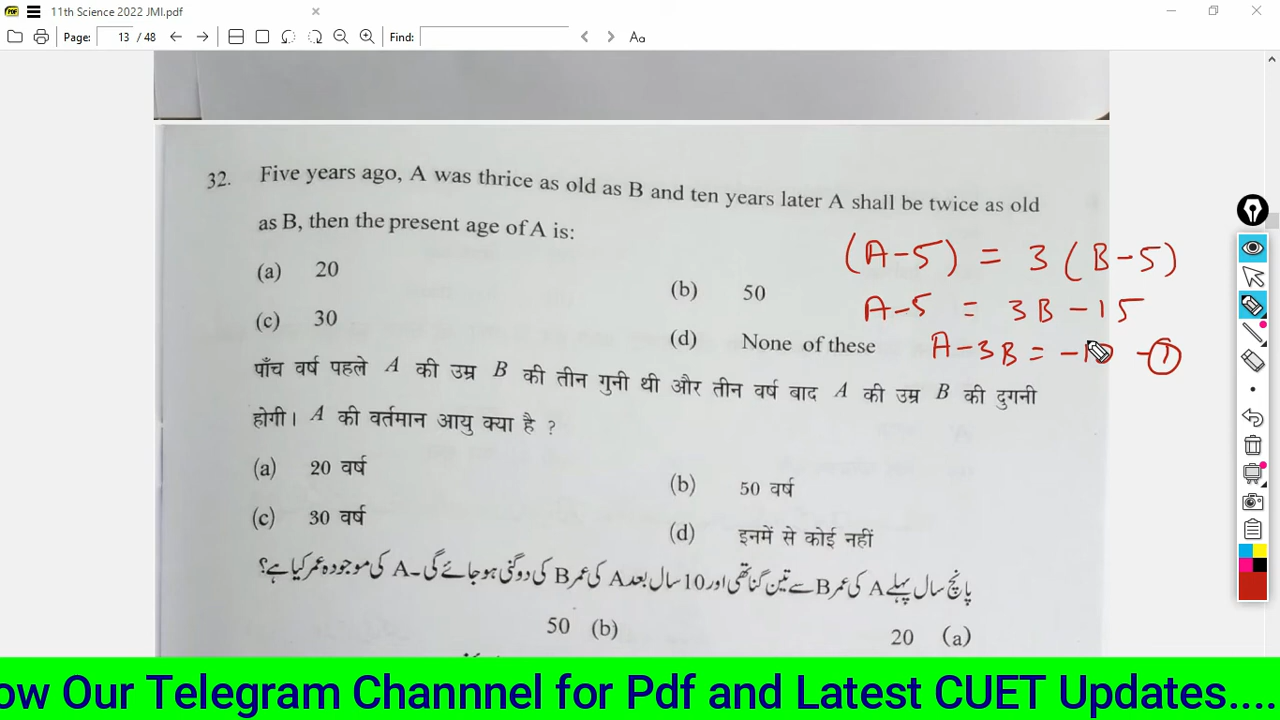 11th Science 2022 JMI.pdf
Page: 13 / 48 Find: Aa
32. Five years ago, A was thrice as old as B and ten years later A shall be twice as old
as B, then the present age of A is:
(a) 20
(b) 50
(c) 30
(d) None of these
(A-5) = 3 (B-5)
A-5 = 3B-15
A-3B = -10 -①
पाँच वर्ष पहले A की उम्र B की तीन गुनी थी और तीन वर्ष बाद A की उम्र B की दुगनी
होगी। A की वर्तमान आयु क्या है ?
(a) 20 वर्ष
(b) 50 वर्ष
(c) 30 वर्ष
(d) इनमें से कोई नहीं
پانچ سال پہلے A کی عمر B سے تین گنا تھی اور 10 سال بعد A کی عمر B کی دوگنی ہو جائے گی۔ A کی موجودہ عمر کیا ہے؟
20 (a)
50 (b)
ow Our Telegram Channnel for Pdf and Latest CUET Updates....